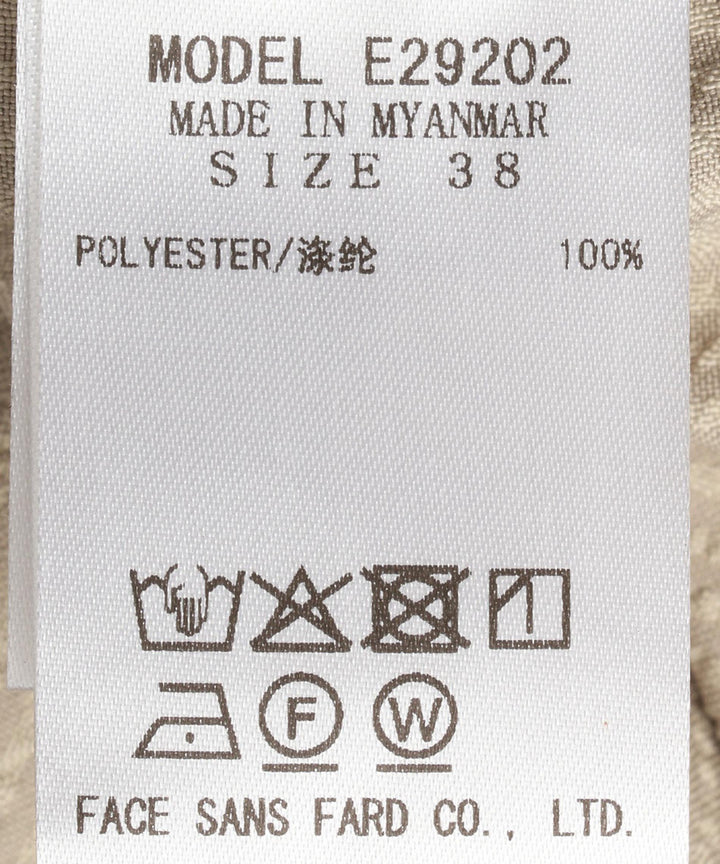 MODEL E29202
MADE IN MYANMAR
SIZE 38
POLYESTER/涤纶 100%
F W
FACE SANS FARD CO., LTD.